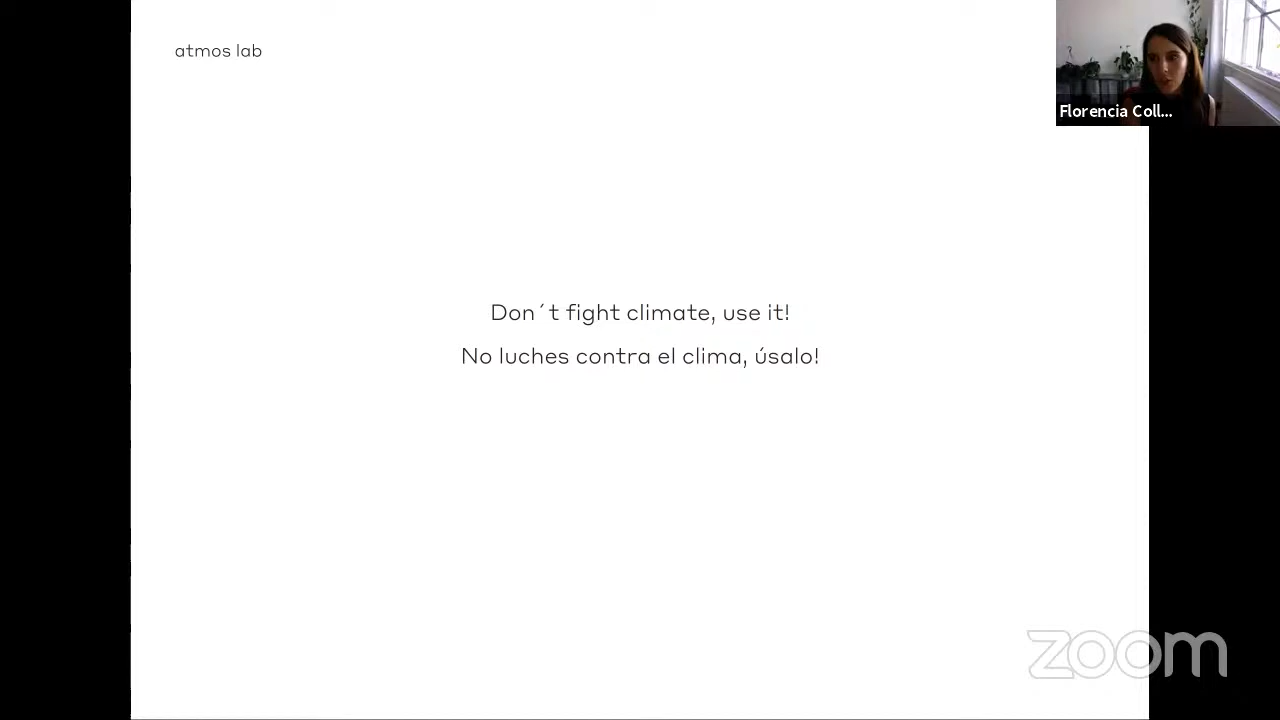 atmos lab
Florencia Coll...
Don´t fight climate, use it!
No luches contra el clima, úsalo!
zoom